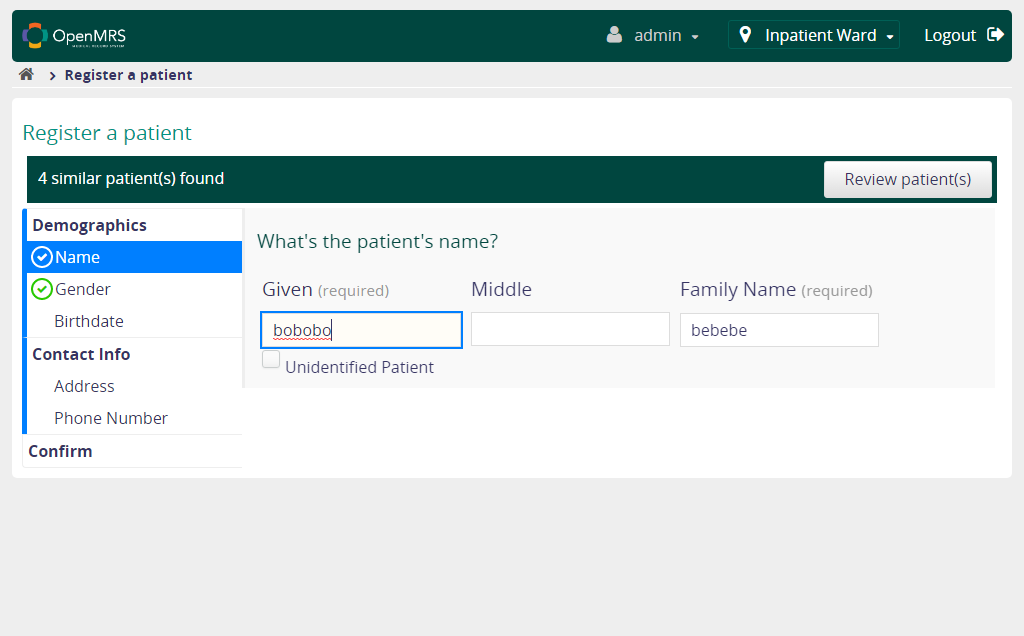 OpenMRS
MEDICAL RECORD SYSTEM
admin
Inpatient Ward
Logout
Register a patient
Register a patient
4 similar patient(s) found
Review patient(s)
Demographics
Name
Gender
Birthdate
Contact Info
Address
Phone Number
Confirm
What's the patient's name?
Given (required)
Middle
Family Name (required)
bobobo
bebebe
Unidentified Patient